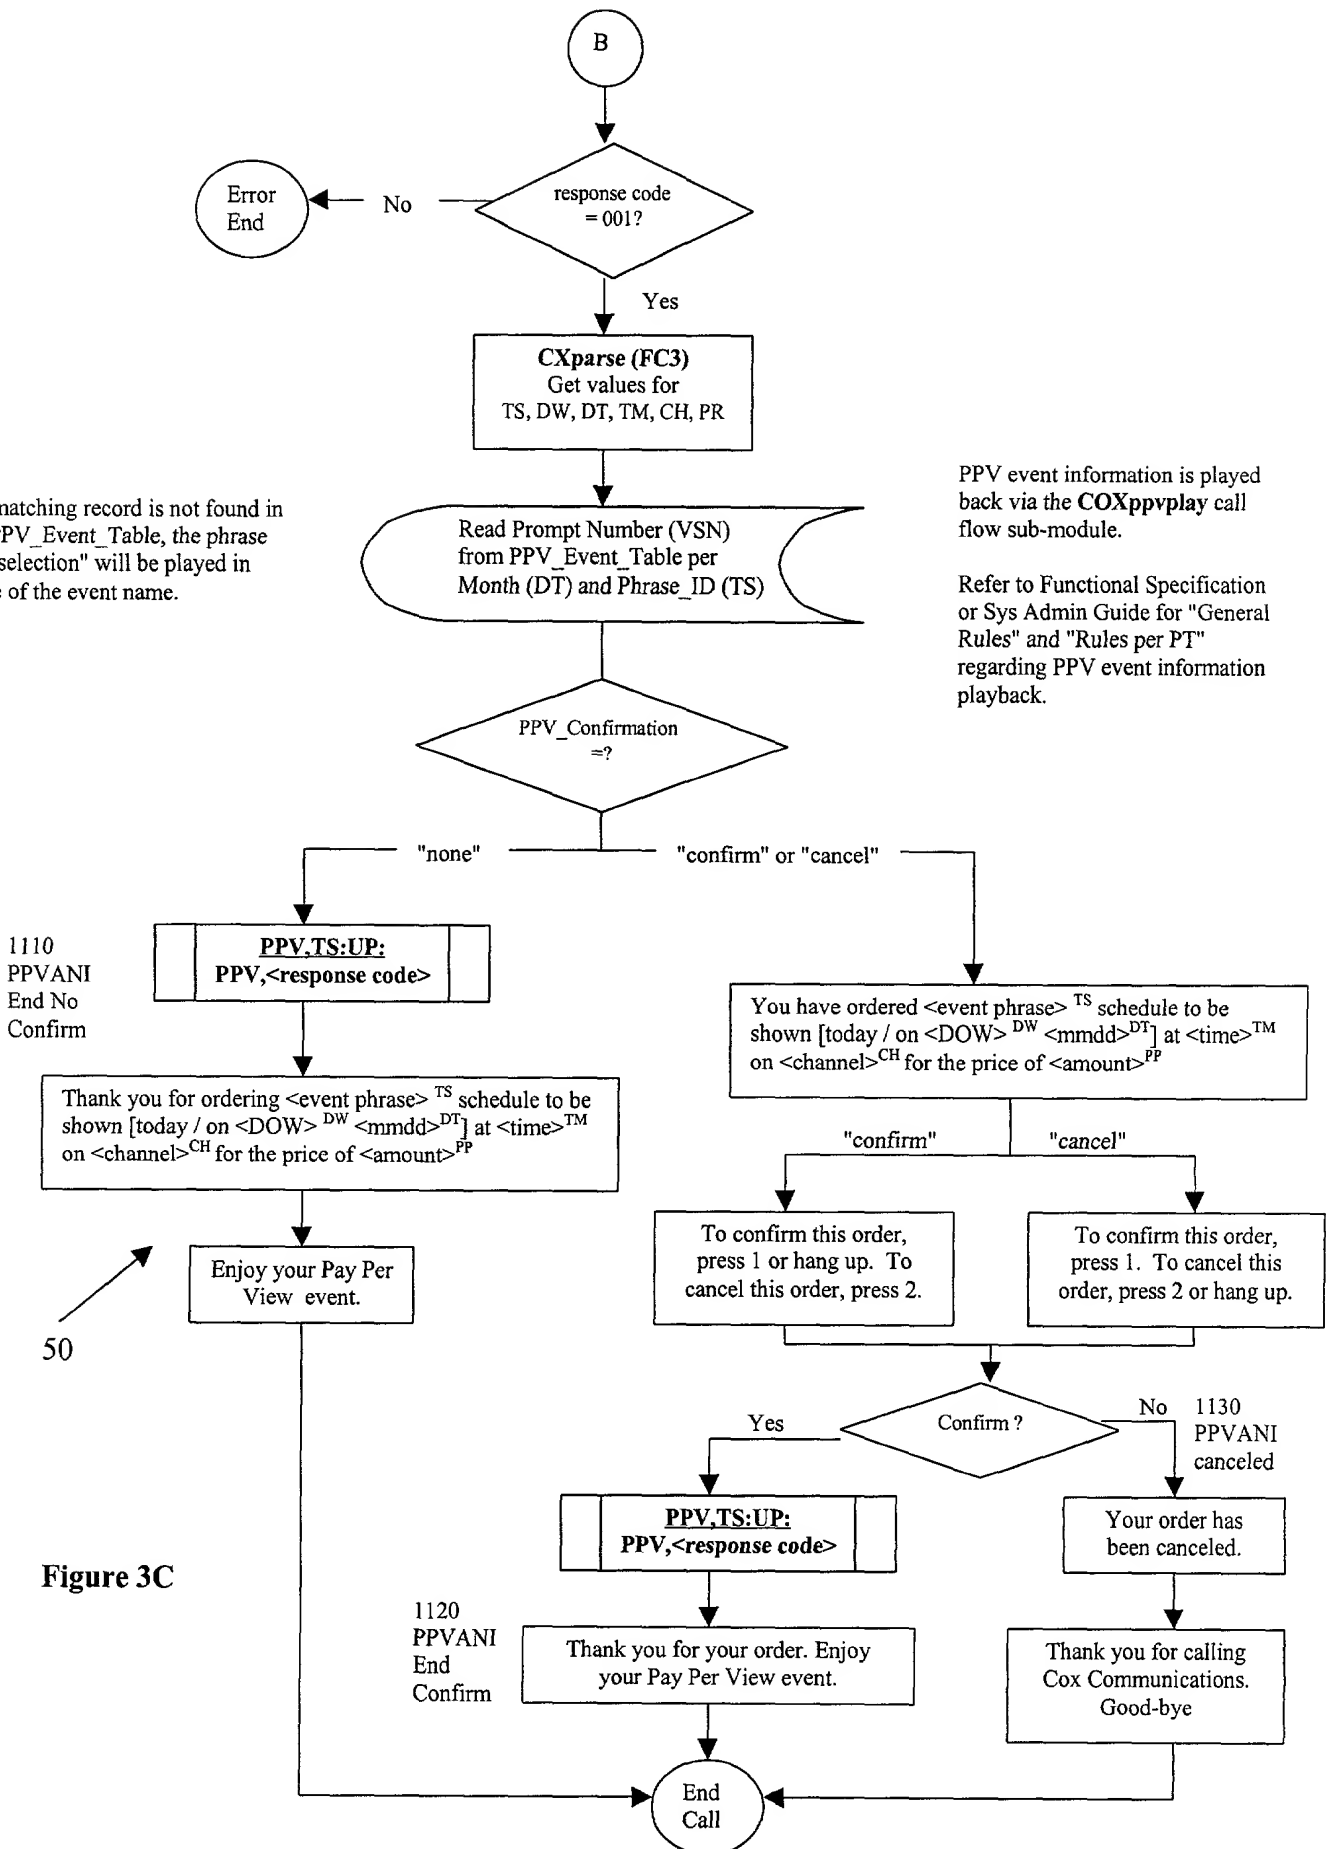 B
response code
= 001?
Error
End
No
Yes
CXparse (FC3)
Get values for
TS, DW, DT, TM, CH, PR
matching record is not found in
PV_Event_Table, the phrase
selection" will be played in
of the event name.
Read Prompt Number (VSN)
from PPV_Event_Table per
Month (DT) and Phrase_ID (TS)
PPV event information is played
back via the COXppvplay call
flow sub-module.
Refer to Functional Specification
or Sys Admin Guide for "General
Rules" and "Rules per PT"
regarding PPV event information
playback.
PPV_Confirmation
=?
"none"
"confirm" or "cancel"
1110
PPVANI
End No
Confirm
PPV,TS:UP:
PPV,<response code>
Thank you for ordering <event phrase> TS schedule to be
shown [today / on <DOW> DW <mmdd>DT] at <time>TM
on <channel>CH for the price of <amount>PP
Enjoy your Pay Per
View event.
50
You have ordered <event phrase> TS schedule to be
shown [today / on <DOW> DW <mmdd>DT] at <time>TM
on <channel>CH for the price of <amount>PP
"confirm"
"cancel"
To confirm this order,
press 1 or hang up. To
cancel this order, press 2.
To confirm this order,
press 1. To cancel this
order, press 2 or hang up.
Confirm ?
Yes
No
1130
PPVANI
canceled
PPV,TS:UP:
PPV,<response code>
Your order has
been canceled.
Figure 3C
1120
PPVANI
End
Confirm
Thank you for your order. Enjoy
your Pay Per View event.
Thank you for calling
Cox Communications.
Good-bye
End
Call